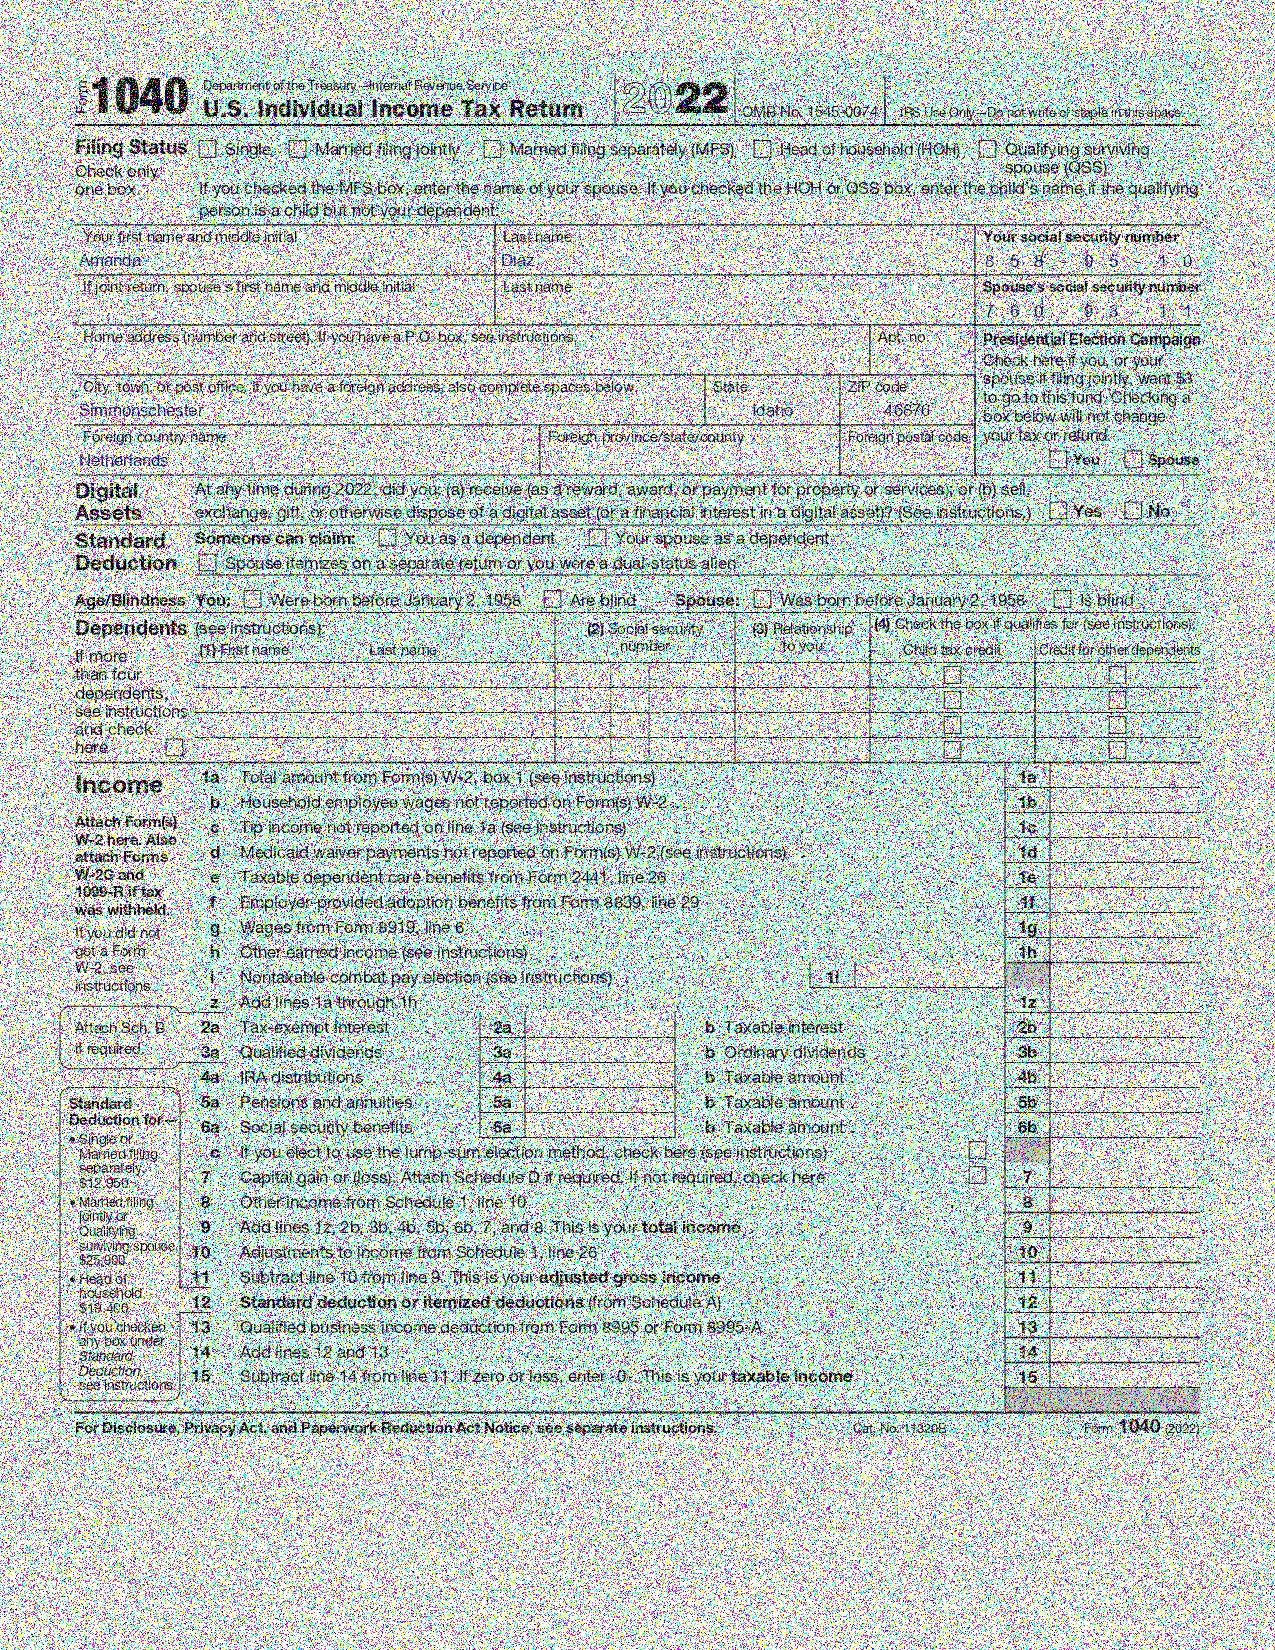 Form 1040 Department of the Treasury—Internal Revenue Service
U.S. Individual Income Tax Return 2022 OMB No. 1545-0074 IRS Use Only—Do not write or staple in this space.
Filing Status Single Married filing jointly Married filing separately (MFS) Head of household (HOH) Qualifying surviving spouse (QSS)
Check only one box.
If you checked the MFS box, enter the name of your spouse. If you checked the HOH or QSS box, enter the child's name if the qualifying
person is a child but not your dependent:
Your first name and middle initial Last name Your social security number
Amanda Diaz
If joint return, spouse's first name and middle initial Last name Spouse's social security number
Home address (number and street). If you have a P.O. box, see instructions. Apt. no.
Presidential Election Campaign
Check here if you, or your
spouse if filing jointly, want $3
to go to this fund. Checking a
box below will not change
your tax or refund.
You Spouse
City, town, or post office. If you have a foreign address, also complete spaces below. State ZIP code
Simmonschester Idaho
Foreign country name Foreign province/state/county Foreign postal code
Netherlands
Digital Assets
At any time during 2022, did you: (a) receive (as a reward, award, or payment for property or services); or (b) sell,
exchange, gift, or otherwise dispose of a digital asset (or a financial interest in a digital asset)? (See instructions.) Yes No
Standard Deduction
Someone can claim: You as a dependent Your spouse as a dependent
Spouse itemizes on a separate return or you were a dual-status alien
Age/Blindness You: Were born before January 2, 1958 Are blind Spouse: Was born before January 2, 1958 Is blind
Dependents (see instructions): (2) Social security number (3) Relationship to you (4) Check the box if qualifies for (see instructions):
(1) First name Last name Child tax credit Credit for other dependents
If more
than four
dependents,
see instructions
and check
here
Income
1a Total amount from Form(s) W-2, box 1 (see instructions) 1a
b Household employee wages not reported on Form(s) W-2 1b
c Tip income not reported on line 1a (see instructions) 1c
d Medicaid waiver payments not reported on Form(s) W-2 (see instructions) 1d
e Taxable dependent care benefits from Form 2441, line 26 1e
f Employer-provided adoption benefits from Form 8839, line 29 1f
g Wages from Form 8919, line 6 1g
h Other earned income (see instructions) 1h
i Nontaxable combat pay election (see instructions) 1i
z Add lines 1a through 1h 1z
Attach Form(s)
W-2 here. Also
attach Forms
W-2G and
1099-R if tax
was withheld.
If you did not
get a Form
W-2, see
instructions.
Attach Sch. B
if required.
2a Tax-exempt interest 2a b Taxable interest 2b
3a Qualified dividends 3a b Ordinary dividends 3b
4a IRA distributions 4a b Taxable amount 4b
5a Pensions and annuities 5a b Taxable amount 5b
6a Social security benefits 6a b Taxable amount 6b
c If you elect to use the lump-sum election method, check here (see instructions)
7 Capital gain or (loss). Attach Schedule D if required. If not required, check here 7
8 Other income from Schedule 1, line 10 8
9 Add lines 1z, 2b, 3b, 4b, 5b, 6b, 7, and 8. This is your total income 9
10 Adjustments to income from Schedule 1, line 26 10
11 Subtract line 10 from line 9. This is your adjusted gross income 11
12 Standard deduction or itemized deductions (from Schedule A) 12
13 Qualified business income deduction from Form 8995 or Form 8995-A 13
14 Add lines 12 and 13 14
15 Subtract line 14 from line 11. If zero or less, enter -0-. This is your taxable income 15
Standard
Deduction for—
• Single or
Married filing
separately,
$12,950
• Married filing
jointly or
Qualifying
surviving spouse,
$25,900
• Head of
household,
$19,400
• If you checked
any box under
Standard
Deduction,
see instructions.
For Disclosure, Privacy Act, and Paperwork Reduction Act Notice, see separate instructions. Cat. No. 11320B Form 1040 (2022)